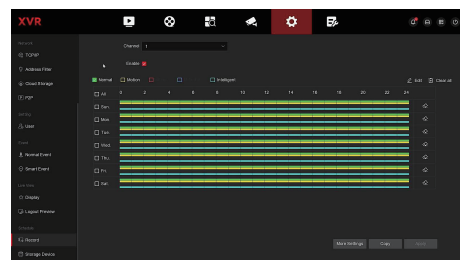 XVR
Network
Channel 1
TCP/IP
Address Filter
Enable
Cloud Storage
Normal Motion Intelligent Edit Clear all
P2P
All 0 2 4 6 8 10 12 14 16 18 20 22 24
Sun.
User
Mon.
Tue.
Event
Wed.
Normal Event
Thu.
Smart Event
Fri.
Live View
Sat.
Display
Layout Preview
Schedule
Record
More Settings Copy Apply
Storage Device